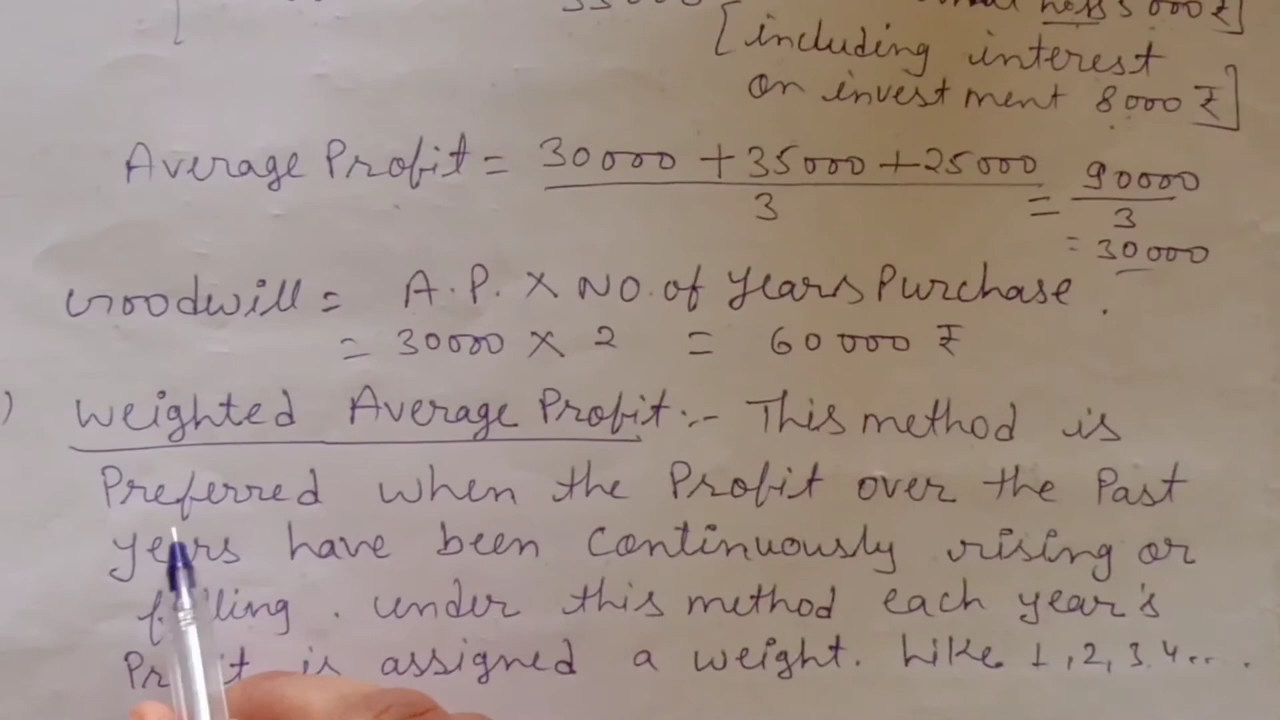 [including interest
on investment 8000 ₹]
Average Profit = 30000 + 35000 + 25000 / 3 = 90000 / 3
= 30000
Goodwill = A.P. × No. of years Purchase.
= 30000 × 2 = 60000 ₹
) Weighted Average Profit :- This method is
Preferred when the Profit over the Past
years have been continuously rising or
under this method each year's
is assigned a weight. Like 1, 2, 3, 4 .. .